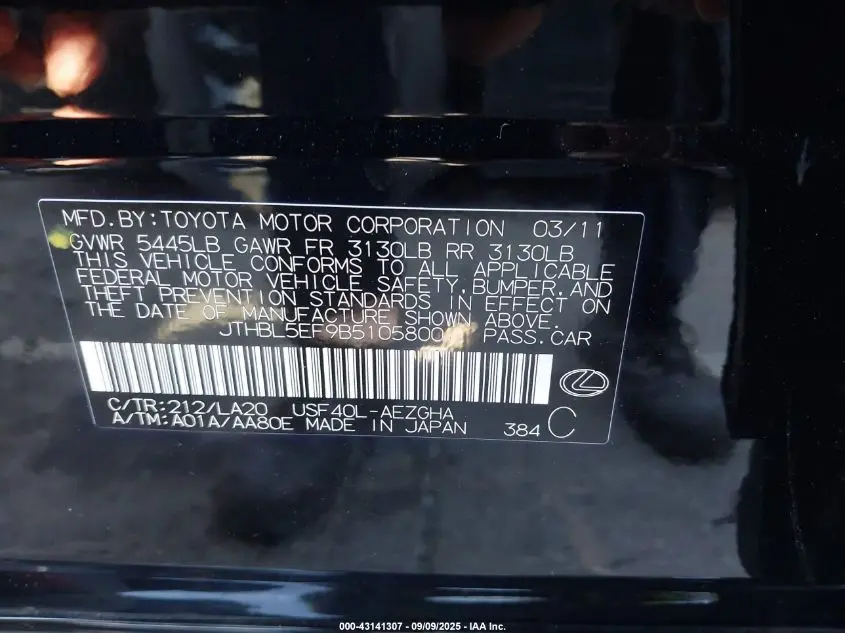 MFD.BY:TOYOTA MOTOR CORPORATION 03/11
GVWR 5445LB GAWR FR 3130LB RR 3130LB
THIS VEHICLE CONFORMS TO ALL APPLICABLE
FEDERAL MOTOR VEHICLE SAFETY,BUMPER,AND
THEFT PREVENTION STANDARDS IN EFFECT ON
THE DATE OF MANUFACTURE SHOWN ABOVE.
JTHBL5EF9B5105800 PASS.CAR
C/TR:212/LA20 USF40L-AEZGHA
A/TM:A01A/AA80E MADE IN JAPAN 384 C
000-43141307 - 09/09/2025 - IAA Inc.